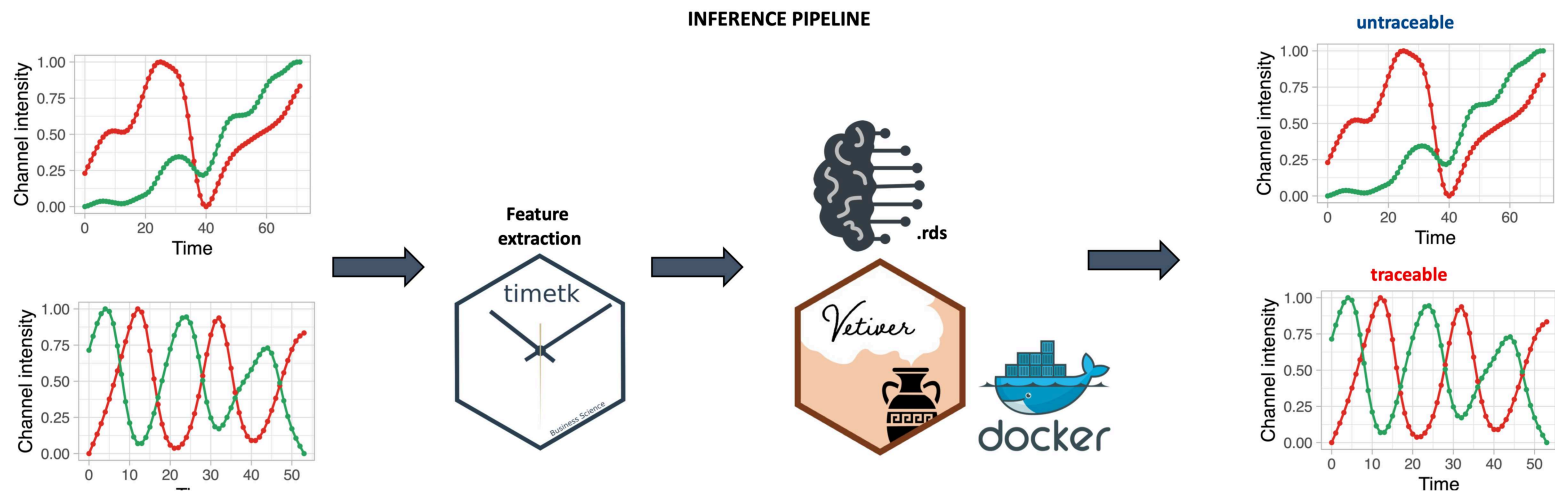 INFERENCE PIPELINE
untraceable
1.00
0.75
0.50
0.25
0.00
Channel intensity
0
20
40
60
Time
1.00
0.75
0.50
0.25
0.00
Channel intensity
0
10
20
30
40
50
Feature
extraction
timetk
Business Science
.rds
Vetiver
docker
1.00
0.75
0.50
0.25
0.00
Channel intensity
0
20
40
60
Time
traceable
1.00
0.75
0.50
0.25
0.00
Channel intensity
0
10
20
30
40
50
Time